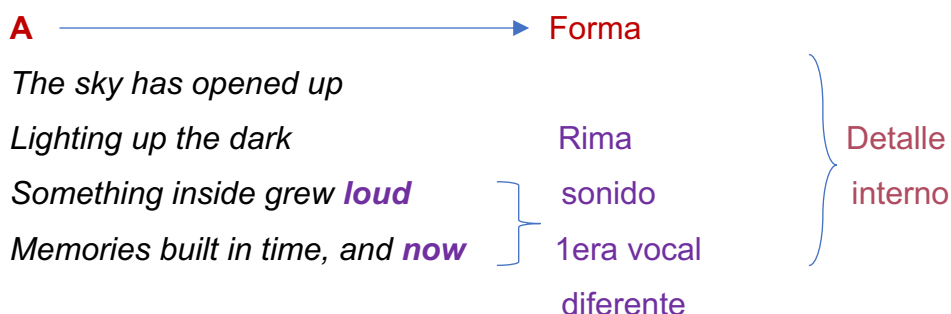 A Forma
The sky has opened up
Lighting up the dark Rima Detalle
Something inside grew loud sonido interno
Memories built in time, and now 1era vocal
diferente